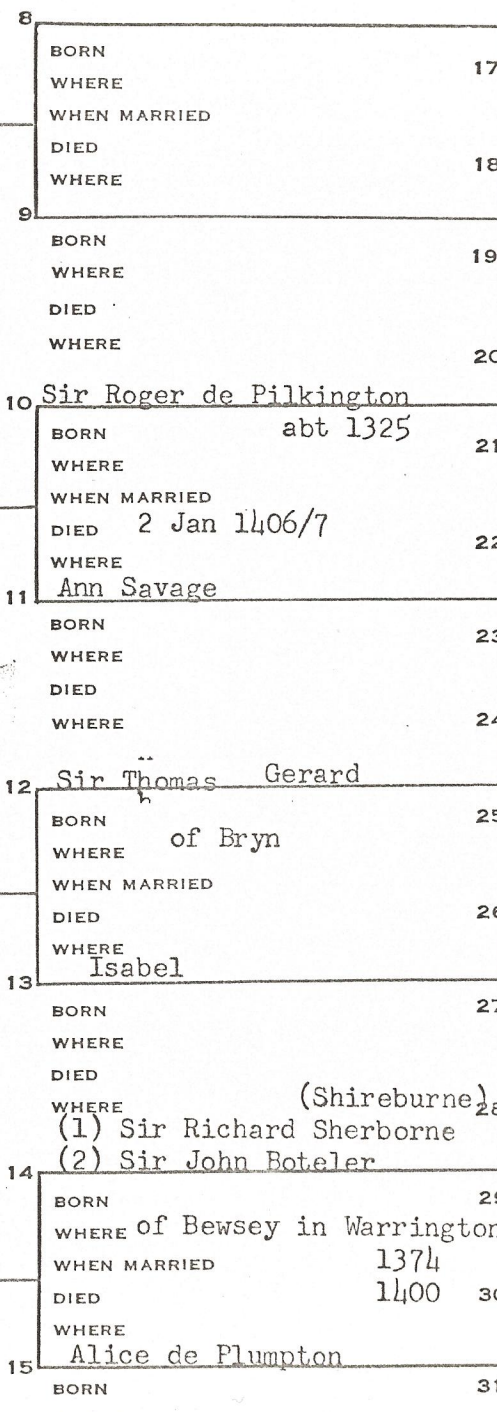 8
BORN 17
WHERE
WHEN MARRIED
DIED
WHERE 18
9
BORN 19
WHERE
DIED
WHERE 20
10 Sir Roger de Pilkington
BORN abt 1325 21
WHERE
WHEN MARRIED
DIED 2 Jan 1406/7
WHERE 22
11 Ann Savage
BORN 23
WHERE
DIED
WHERE 24
12 Sir Thomas Gerard
BORN 25
WHERE of Bryn
WHEN MARRIED
DIED 26
WHERE
13 Isabel
BORN 27
WHERE
DIED
WHERE (Shireburne) 28
(1) Sir Richard Sherborne
14 (2) Sir John Boteler
BORN 29
WHERE of Bewsey in Warrington
WHEN MARRIED 1374
DIED 1400 30
WHERE
15 Alice de Plumpton
BORN 31